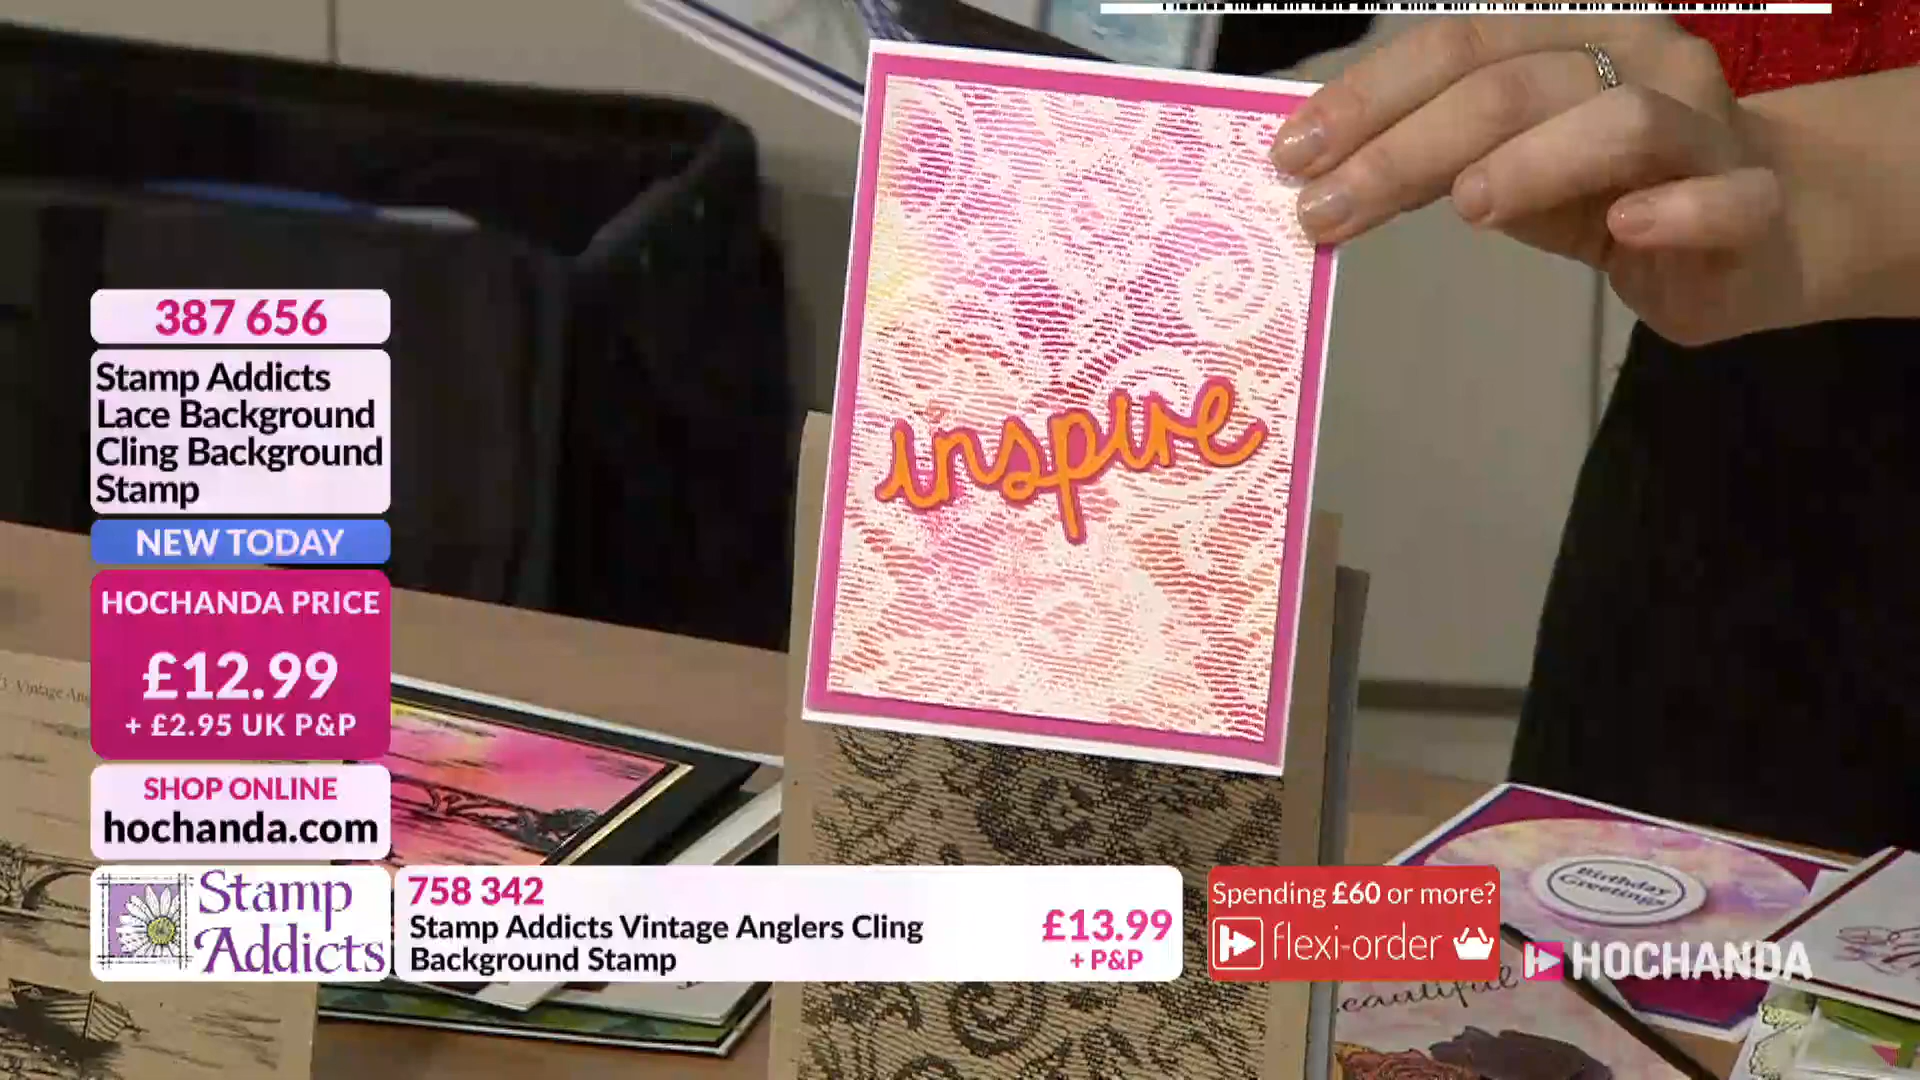 387 656
Stamp Addicts
Lace Background
Cling Background
Stamp
NEW TODAY
HOCHANDA PRICE
£12.99
+ £2.95 UK P&P
SHOP ONLINE
hochanda.com
Stamp
Addicts
758 342
Stamp Addicts Vintage Anglers Cling
Background Stamp
£13.99
+ P&P
Spending £60 or more?
flexi-order
HOCHANDA
inspire
Birthday
Greetings
Vintage